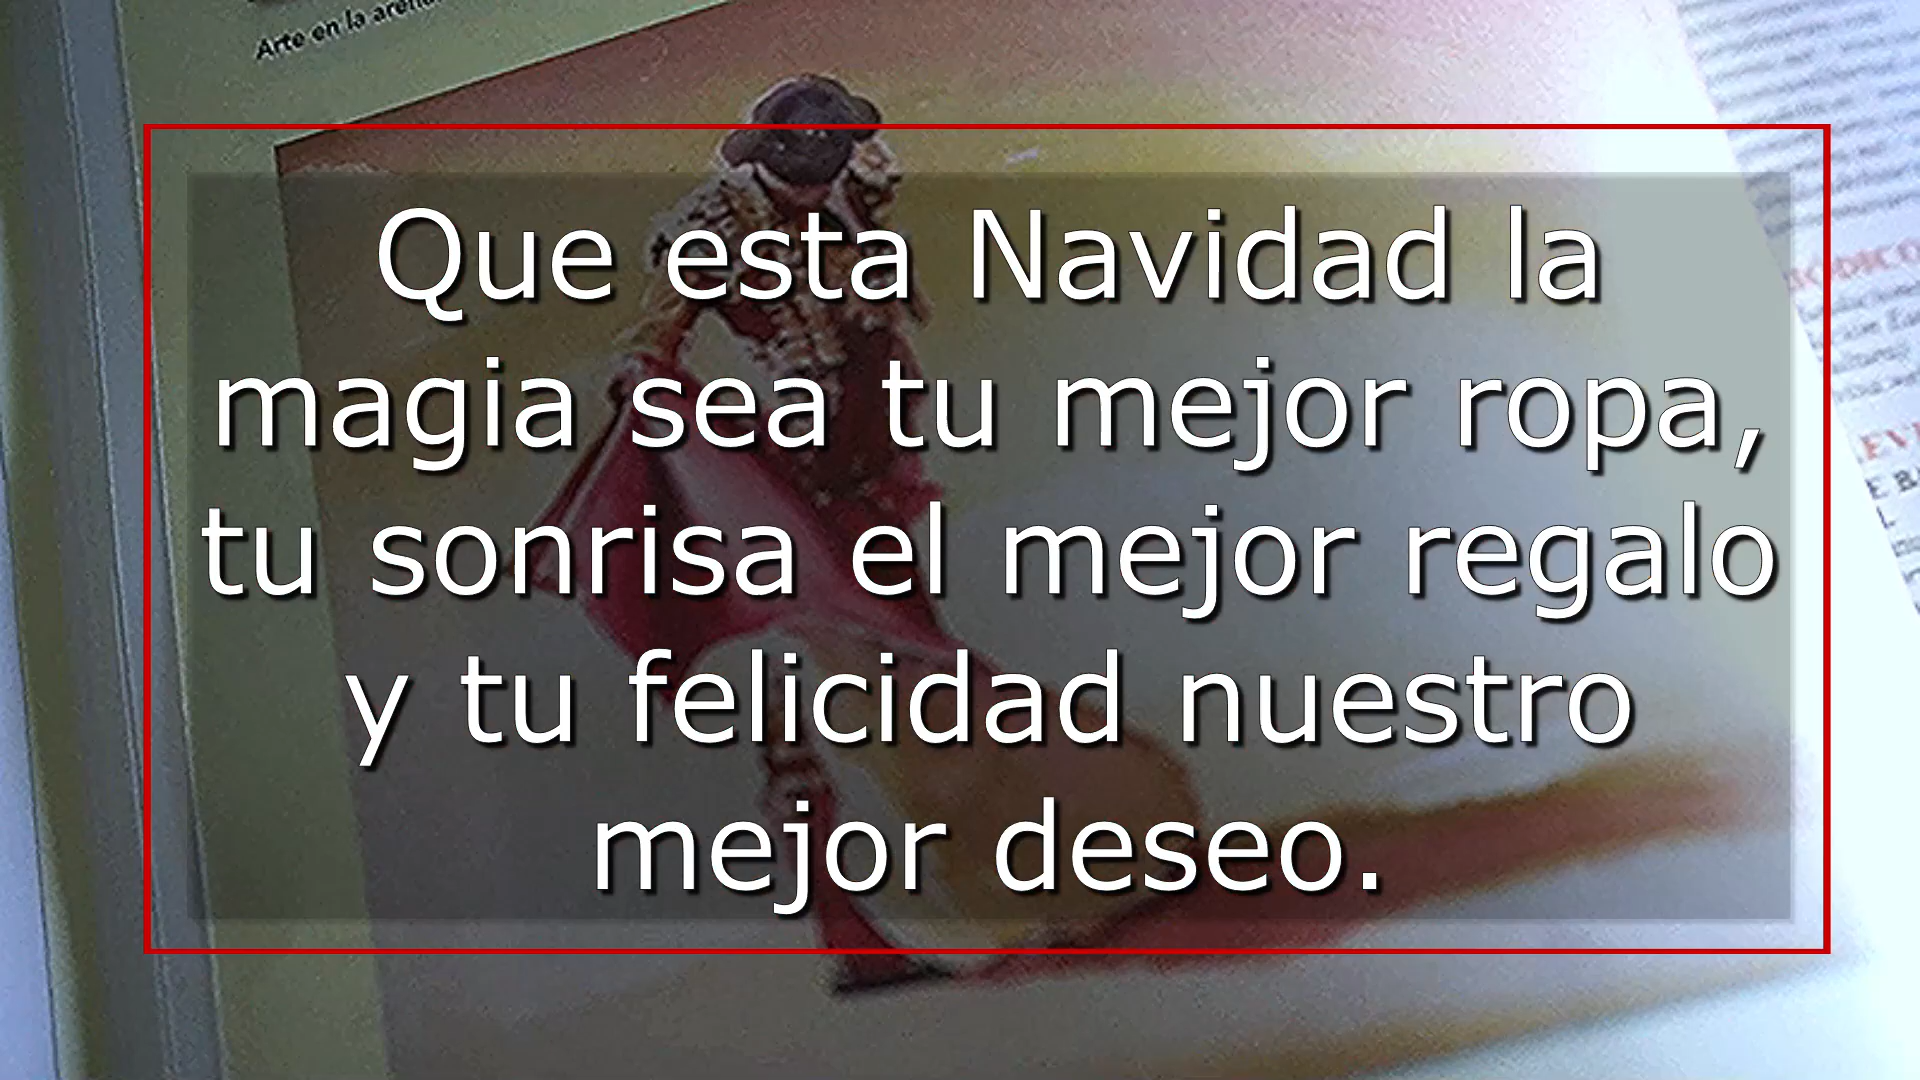 Arte en la arena
Que esta Navidad la
magia sea tu mejor ropa,
tu sonrisa el mejor regalo
y tu felicidad nuestro
mejor deseo.